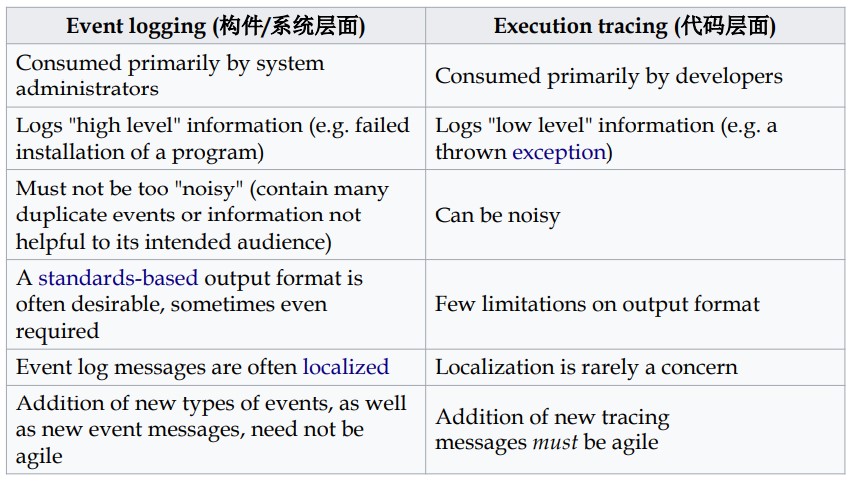 Event logging (构件/系统层面)
Execution tracing (代码层面)
Consumed primarily by system
administrators
Consumed primarily by developers
Logs "high level" information (e.g. failed
installation of a program)
Logs "low level" information (e.g. a
thrown exception)
Must not be too "noisy" (contain many
duplicate events or information not
helpful to its intended audience)
Can be noisy
A standards-based output format is
often desirable, sometimes even
required
Few limitations on output format
Event log messages are often localized
Localization is rarely a concern
Addition of new types of events, as well
as new event messages, need not be
agile
Addition of new tracing
messages must be agile